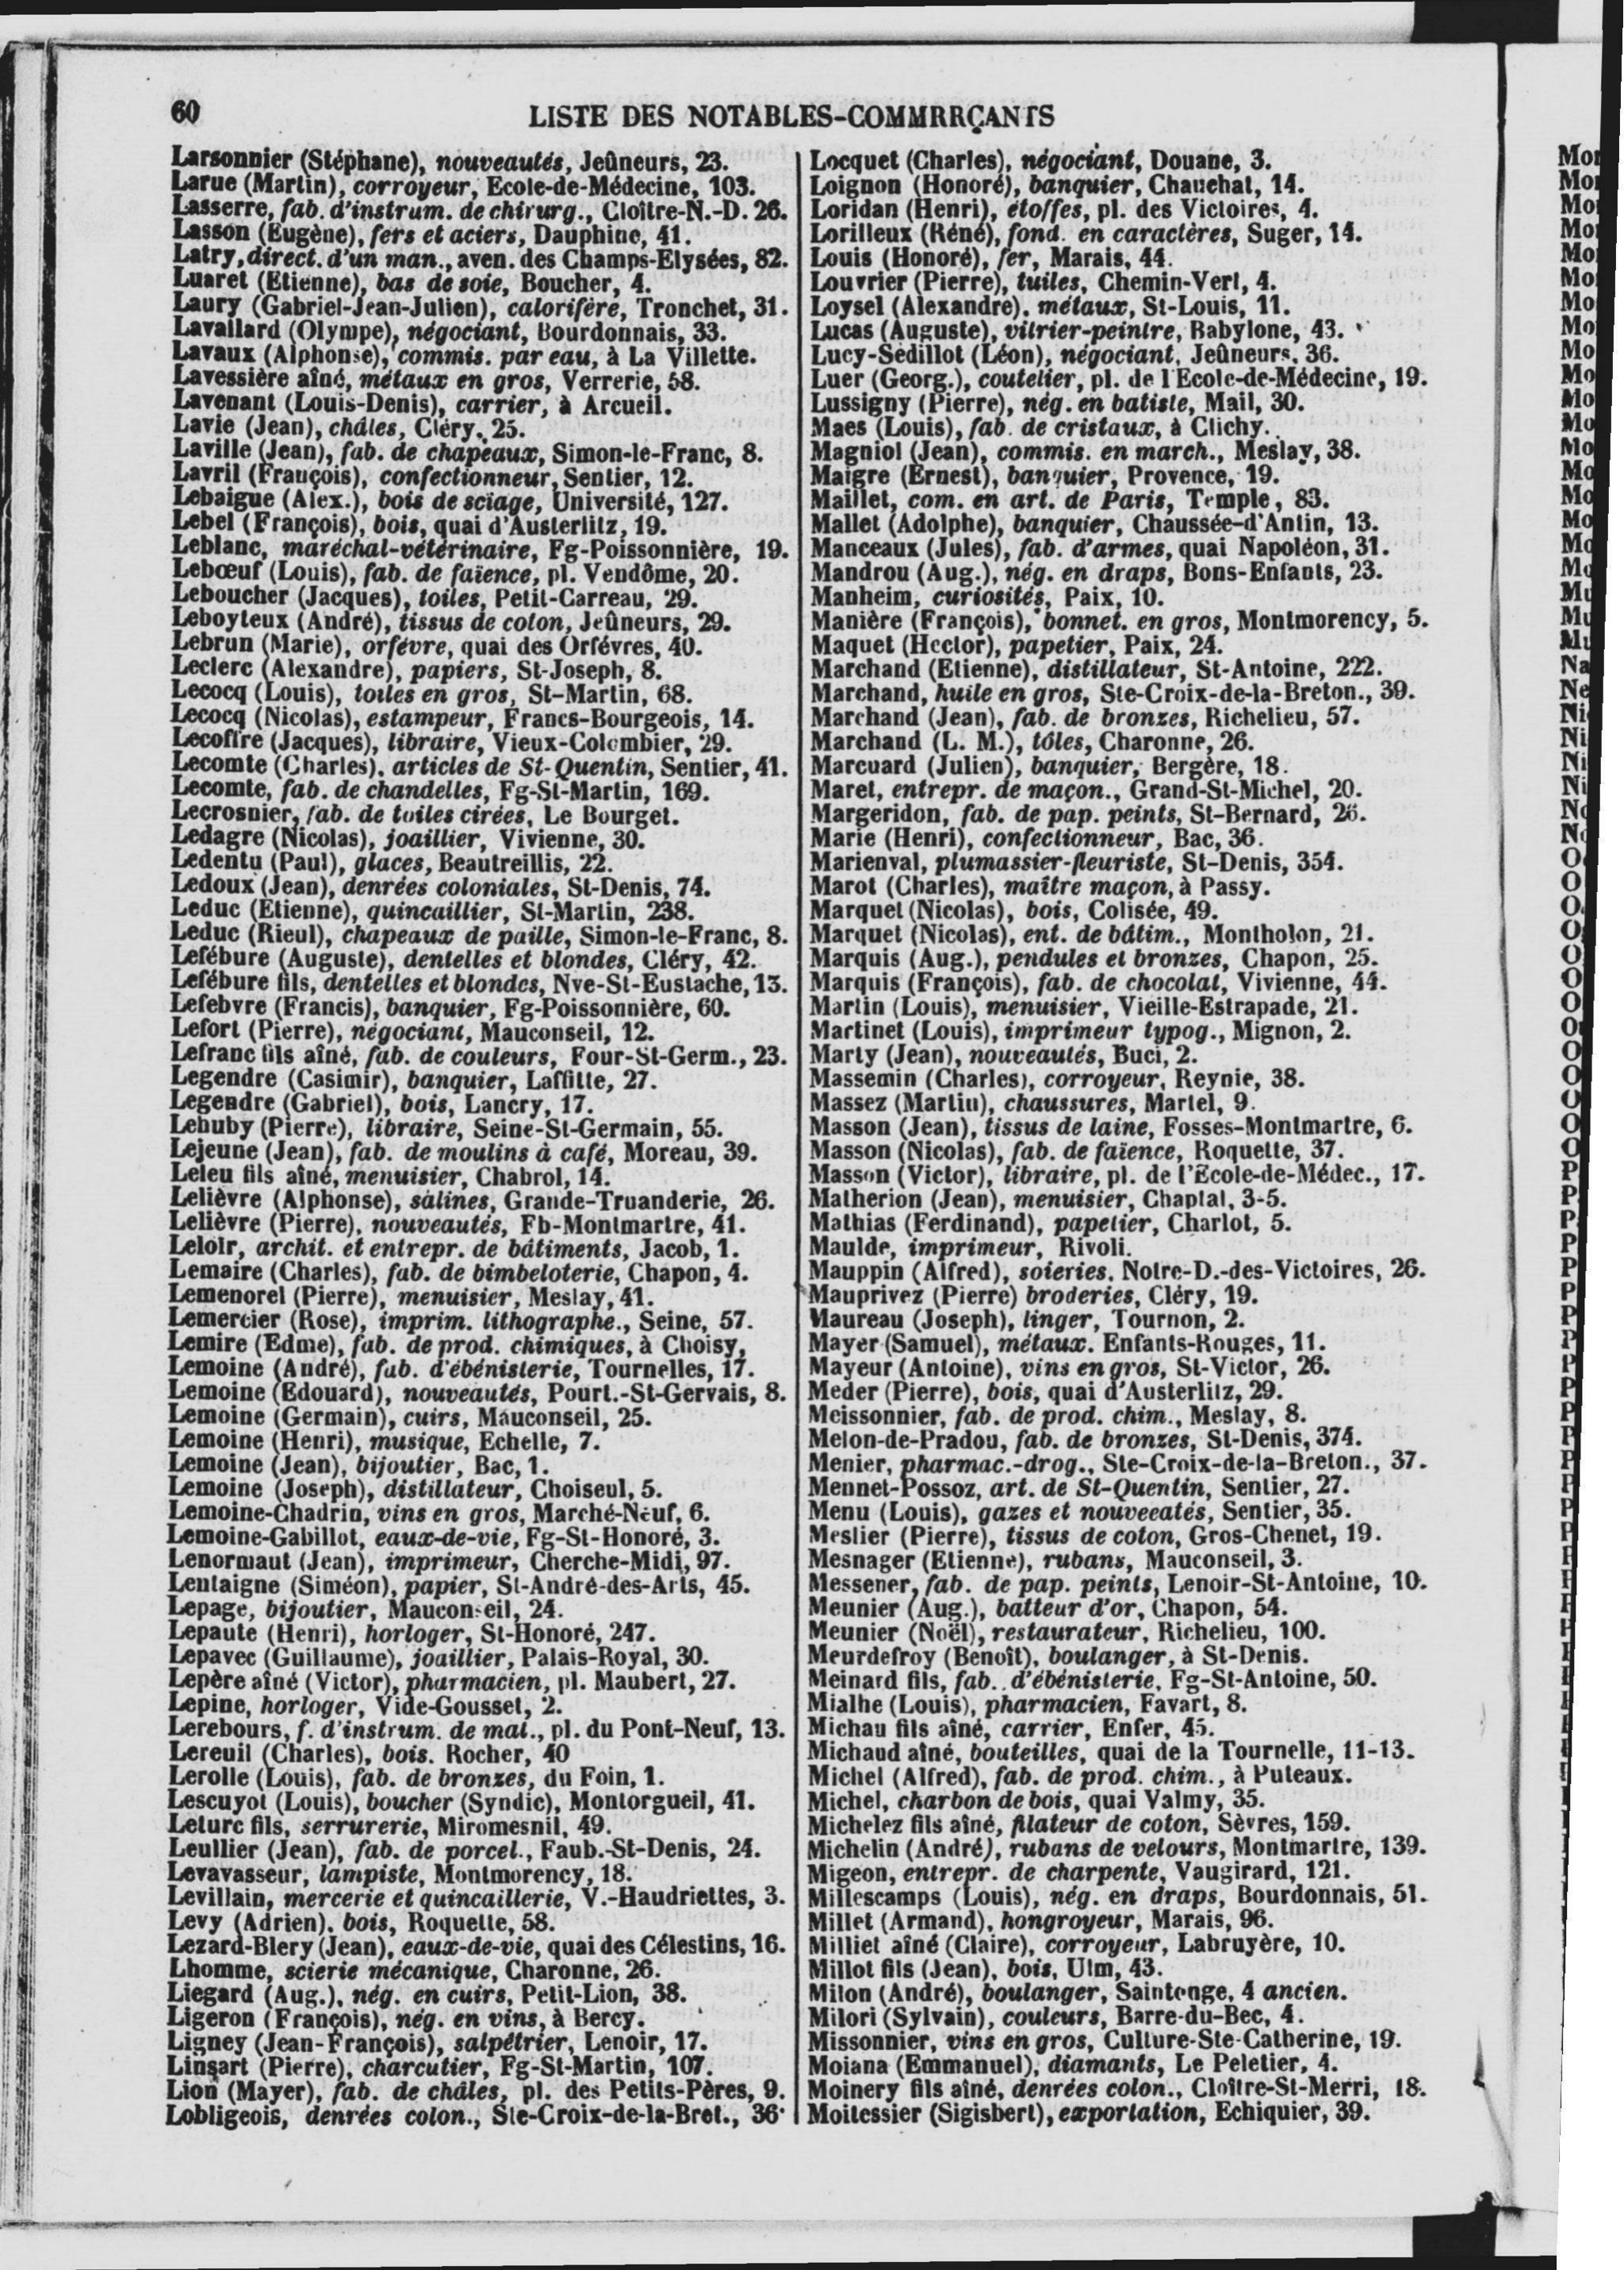 60
LISTE DES NOTABLES-COMMRRÇANTS
Larsonnier (Stéphane), nouveautés, Jeûneurs, 23.
Larue (Martin), corroyeur, Ecole-de-Médecine, 103.
Lasserre, fab. d'instrum. de chirurg., Cloître-N.-D. 26.
Lasson (Eugène), fers et aciers, Dauphine, 41.
Latry, direct. d'un man., aven. des Champs-Elysées, 82.
Luaret (Etienne), bas de soie, Boucher, 4.
Laury (Gabriel-Jean-Julien), calorifère, Tronchet, 31.
Lavallard (Olympe), négociant, Bourdonnais, 33.
Lavaux (Alphonse), commis. par eau, à La Villette.
Lavessière aîné, métaux en gros, Verrerie, 58.
Lavenant (Louis-Denis), carrier, à Arcueil.
Lavie (Jean), châles, Cléry, 25.
Laville (Jean), fab. de chapeaux, Simon-le-Franc, 8.
Lavril (François), confectionneur, Sentier, 12.
Lebaigue (Alex.), bois de sciage, Université, 127.
Lebel (François), bois, quai d'Austerlitz, 19.
Leblanc, maréchal-vétérinaire, Fg-Poissonnière, 19.
Lebœuf (Louis), fab. de faïence, pl. Vendôme, 20.
Leboucher (Jacques), toiles, Petit-Carreau, 29.
Leboyteux (André), tissus de coton, Jeûneurs, 29.
Lebrun (Marie), orfévre, quai des Orfévres, 40.
Leclerc (Alexandre), papiers, St-Joseph, 8.
Lecocq (Louis), toiles en gros, St-Martin, 68.
Lecocq (Nicolas), estampeur, Francs-Bourgeois, 14.
Lecoffre (Jacques), libraire, Vieux-Colombier, 29.
Lecomte (Charles), articles de St-Quentin, Sentier, 41.
Lecomte, fab. de chandelles, Fg-St-Martin, 169.
Lecrosnier, fab. de toiles cirées, Le Bourget.
Ledagre (Nicolas), joaillier, Vivienne, 30.
Ledentu (Paul), glaces, Beautreillis, 22.
Ledoux (Jean), denrées coloniales, St-Denis, 74.
Leduc (Etienne), quincaillier, St-Martin, 238.
Leduc (Rieul), chapeaux de paille, Simon-le-Franc, 8.
Lefébure (Auguste), dentelles et blondes, Cléry, 42.
Lefébure fils, dentelles et blondes, Nve-St-Eustache, 13.
Lefebvre (Francis), banquier, Fg-Poissonnière, 60.
Lefort (Pierre), négociant, Mauconseil, 12.
Lefranc fils aîné, fab. de couleurs, Four-St-Germ., 23.
Legendre (Casimir), banquier, Laffitte, 27.
Legendre (Gabriel), bois, Lancry, 17.
Lehuby (Pierre), libraire, Seine-St-Germain, 55.
Lejeune (Jean), fab. de moulins à café, Moreau, 39.
Leleu fils aîné, menuisier, Chabrol, 14.
Lelièvre (Alphonse), salines, Grande-Truanderie, 26.
Lelièvre (Pierre), nouveautés, Fb-Montmartre, 41.
Leloir, archit. et entrepr. de bâtiments, Jacob, 1.
Lemaire (Charles), fab. de bimbeloterie, Chapon, 4.
Lemenorel (Pierre), menuisier, Meslay, 41.
Lemercier (Rose), imprim. lithographe., Seine, 57.
Lemire (Edme), fab. de prod. chimiques, à Choisy,
Lemoine (André), fab. d'ébénisterie, Tournelles, 17.
Lemoine (Edouard), nouveautés, Pourt.-St-Gervais, 8.
Lemoine (Germain), cuirs, Mauconseil, 25.
Lemoine (Henri), musique, Echelle, 7.
Lemoine (Jean), bijoutier, Bac, 1.
Lemoine (Joseph), distillateur, Choiseul, 5.
Lemoine-Chadrin, vins en gros, Marché-Neuf, 6.
Lemoine-Gabillot, eaux-de-vie, Fg-St-Honoré, 3.
Lenormaut (Jean), imprimeur, Cherche-Midi, 97.
Lentaigne (Siméon), papier, St-André-des-Arts, 45.
Lepage, bijoutier, Mauconseil, 24.
Lepaute (Henri), horloger, St-Honoré, 247.
Lepavec (Guillaume), joaillier, Palais-Royal, 30.
Lepère aîné (Victor), pharmacien, pl. Maubert, 27.
Lepine, horloger, Vide-Gousset, 2.
Lerebours, f. d'instrum. de mat., pl. du Pont-Neuf, 13.
Lereuil (Charles), bois. Rocher, 40
Lerolle (Louis), fab. de bronzes, du Foin, 1.
Lescuyot (Louis), boucher (Syndic), Montorgueil, 41.
Leturc fils, serrurerie, Miromesnil, 49.
Leullier (Jean), fab. de porcel., Faub.-St-Denis, 24.
Levavasseur, lampiste, Montmorency, 18.
Levillain, mercerie et quincaillerie, V.-Haudriettes, 3.
Levy (Adrien), bois, Roquette, 58.
Lezard-Blery (Jean), eaux-de-vie, quai des Célestins, 16.
Lhomme, scierie mécanique, Charonne, 26.
Liegard (Aug.), nég. en cuirs, Petit-Lion, 38.
Ligeron (François), nég. en vins, à Bercy.
Ligney (Jean-François), salpétrier, Lenoir, 17.
Linsart (Pierre), charcutier, Fg-St-Martin, 107.
Lion (Mayer), fab. de châles, pl. des Petits-Pères, 9.
Lobligeois, denrées colon., Ste-Croix-de-la-Bret., 36.
Locquet (Charles), négociant, Douane, 3.
Loignon (Honoré), banquier, Chauchat, 14.
Loridan (Henri), étoffes, pl. des Victoires, 4.
Lorilleux (Réné), fond. en caractères, Suger, 14.
Louis (Honoré), fer, Marais, 44.
Louvrier (Pierre), tuiles, Chemin-Vert, 4.
Loysel (Alexandre), métaux, St-Louis, 11.
Lucas (Auguste), vitrier-peintre, Babylone, 43.
Lucy-Sédillot (Léon), négociant, Jeûneurs, 36.
Luer (Georg.), coutelier, pl. de l'Ecole-de-Médecine, 19.
Lussigny (Pierre), nég. en batiste, Mail, 30.
Maes (Louis), fab. de cristaux, à Clichy.
Magniol (Jean), commis. en march., Meslay, 38.
Maigre (Ernest), banquier, Provence, 19.
Maillet, com. en art. de Paris, Temple, 83.
Mallet (Adolphe), banquier, Chaussée-d'Antin, 13.
Manceaux (Jules), fab. d'armes, quai Napoléon, 31.
Mandrou (Aug.), nég. en draps, Bons-Enfants, 23.
Manheim, curiosités, Paix, 10.
Manière (François), bonnet. en gros, Montmorency, 5.
Maquet (Hector), papetier, Paix, 24.
Marchand (Etienne), distillateur, St-Antoine, 222.
Marchand, huile en gros, Ste-Croix-de-la-Breton., 39.
Marchand (Jean), fab. de bronzes, Richelieu, 57.
Marchand (L. M.), tôles, Charonne, 26.
Marcuard (Julien), banquier, Bergère, 18.
Maret, entrepr. de maçon., Grand-St-Michel, 20.
Margeridon, fab. de pap. peints, St-Bernard, 26.
Marie (Henri), confectionneur, Bac, 36.
Marienval, plumassier-fleuriste, St-Denis, 354.
Marot (Charles), maître maçon, à Passy.
Marquet (Nicolas), bois, Colisée, 49.
Marquet (Nicolas), ent. de bâtim., Montholon, 21.
Marquis (Aug.), pendules et bronzes, Chapon, 25.
Marquis (François), fab. de chocolat, Vivienne, 44.
Martin (Louis), menuisier, Vieille-Estrapade, 21.
Martinet (Louis), imprimeur typog., Mignon, 2.
Marty (Jean), nouveautés, Buci, 2.
Massemin (Charles), corroyeur, Reynie, 38.
Massez (Martin), chaussures, Martel, 9.
Masson (Jean), tissus de laine, Fosses-Montmartre, 6.
Masson (Nicolas), fab. de faïence, Roquette, 37.
Masson (Victor), libraire, pl. de l'Ecole-de-Médec., 17.
Matherion (Jean), menuisier, Chaptal, 3-5.
Mathias (Ferdinand), papetier, Charlot, 5.
Maulde, imprimeur, Rivoli.
Mauppin (Alfred), soieries. Notre-D.-des-Victoires, 26.
Mauprivez (Pierre) broderies, Cléry, 19.
Maureau (Joseph), linger, Tournon, 2.
Mayer (Samuel), métaux. Enfants-Rouges, 11.
Mayeur (Antoine), vins en gros, St-Victor, 26.
Meder (Pierre), bois, quai d'Austerlitz, 29.
Meissonnier, fab. de prod. chim., Meslay, 8.
Melon-de-Pradou, fab. de bronzes, St-Denis, 374.
Menier, pharmac.-drog., Ste-Croix-de-la-Breton., 37.
Mennet-Possoz, art. de St-Quentin, Sentier, 27.
Menu (Louis), gazes et nouveeatés, Sentier, 35.
Meslier (Pierre), tissus de coton, Gros-Chenet, 19.
Mesnager (Etienne), rubans, Mauconseil, 3.
Messener, fab. de pap. peints, Lenoir-St-Antoine, 10.
Meunier (Aug.), batteur d'or, Chapon, 54.
Meunier (Noël), restaurateur, Richelieu, 100.
Meurdefroy (Benoît), boulanger, à St-Denis.
Meinard fils, fab. d'ébénisterie, Fg-St-Antoine, 50.
Mialhe (Louis), pharmacien, Favart, 8.
Michau fils aîné, carrier, Enfer, 45.
Michaud aîné, bouteilles, quai de la Tournelle, 11-13.
Michel (Alfred), fab. de prod. chim., à Puteaux.
Michel, charbon de bois, quai Valmy, 35.
Michelez fils aîné, filateur de coton, Sèvres, 159.
Michelin (André), rubans de velours, Montmartre, 139.
Migeon, entrepr. de charpente, Vaugirard, 121.
Millescamps (Louis), nég. en draps, Bourdonnais, 51.
Millet (Armand), hongroyeur, Marais, 96.
Milliet aîné (Claire), corroyeur, Labruyère, 10.
Millot fils (Jean), bois, Ulm, 43.
Milon (André), boulanger, Saintonge, 4 ancien.
Milori (Sylvain), couleurs, Barre-du-Bec, 4.
Missonnier, vins en gros, Culture-Ste-Catherine, 19.
Moiana (Emmanuel), diamants, Le Peletier, 4.
Moinery fils aîné, denrées colon., Cloître-St-Merri, 18.
Moitessier (Sigisbert), exportation, Echiquier, 39.